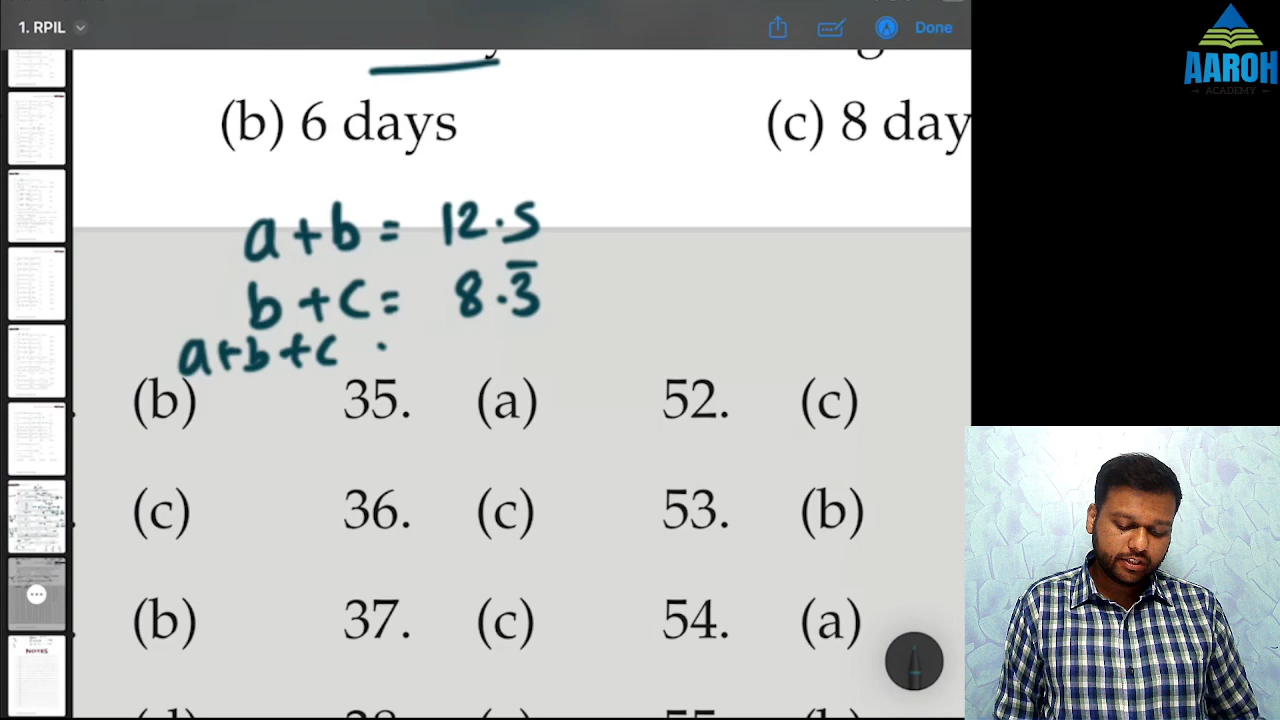 1. RPIL
Done
AAROH
ACADEMY
(b) 6 days
(c) 8 day
a+b = 12.5
b+c = 8.3̅
a+b+c
(b) 35. (a) 52. (c)
(c) 36. (c) 53. (b)
(b) 37. (c) 54. (a)
NOTES